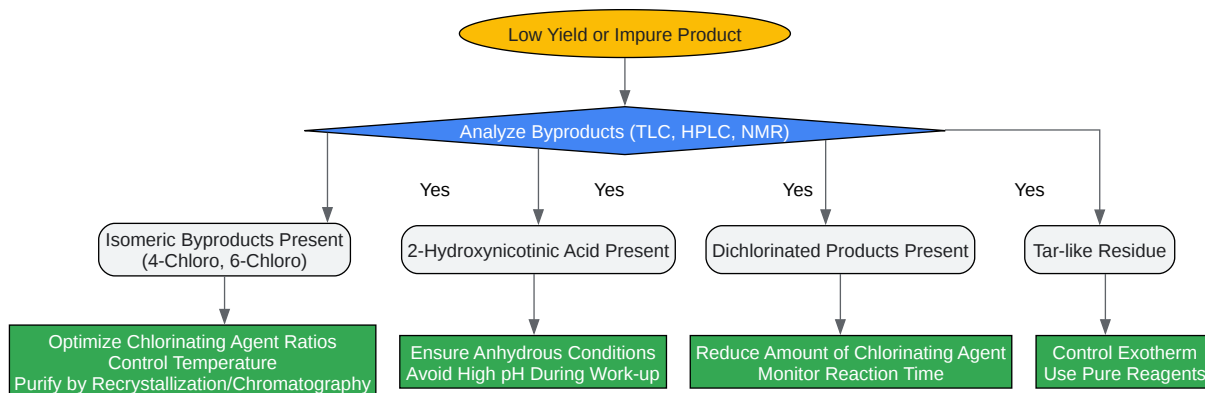 Low Yield or Impure Product
Analyze Byproducts (TLC, HPLC, NMR)
Yes
Yes
Yes
Yes
Isomeric Byproducts Present
(4-Chloro, 6-Chloro)
2-Hydroxynicotinic Acid Present
Dichlorinated Products Present
Tar-like Residue
Optimize Chlorinating Agent Ratios
Control Temperature
Purify by Recrystallization/Chromatography
Ensure Anhydrous Conditions
Avoid High pH During Work-up
Reduce Amount of Chlorinating Agent
Monitor Reaction Time
Control Exotherm
Use Pure Reagents